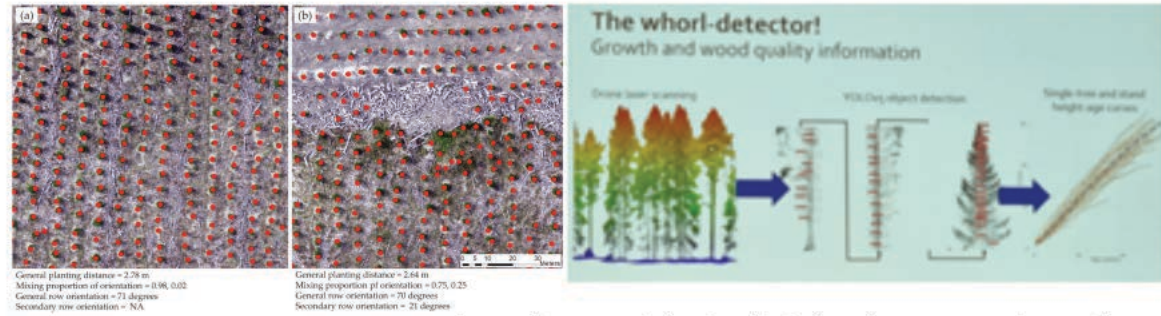 (a)
General planting distance = 2.78 m
Mixing proportion of orientation = 0.98, 0.02
General row orientation = 71 degrees
Secondary row orientation = NA
(b)
0 5 10 20 30
Meters
General planting distance = 2.64 m
Mixing proportion pf orientation = 0.75, 0.25
General row orientation = 70 degrees
Secondary row orientation = 21 degrees
The whorl-detector!
Growth and wood quality information
Drone laser scanning
YOLOv5 object detection
Single-tree and stand
height-age curves